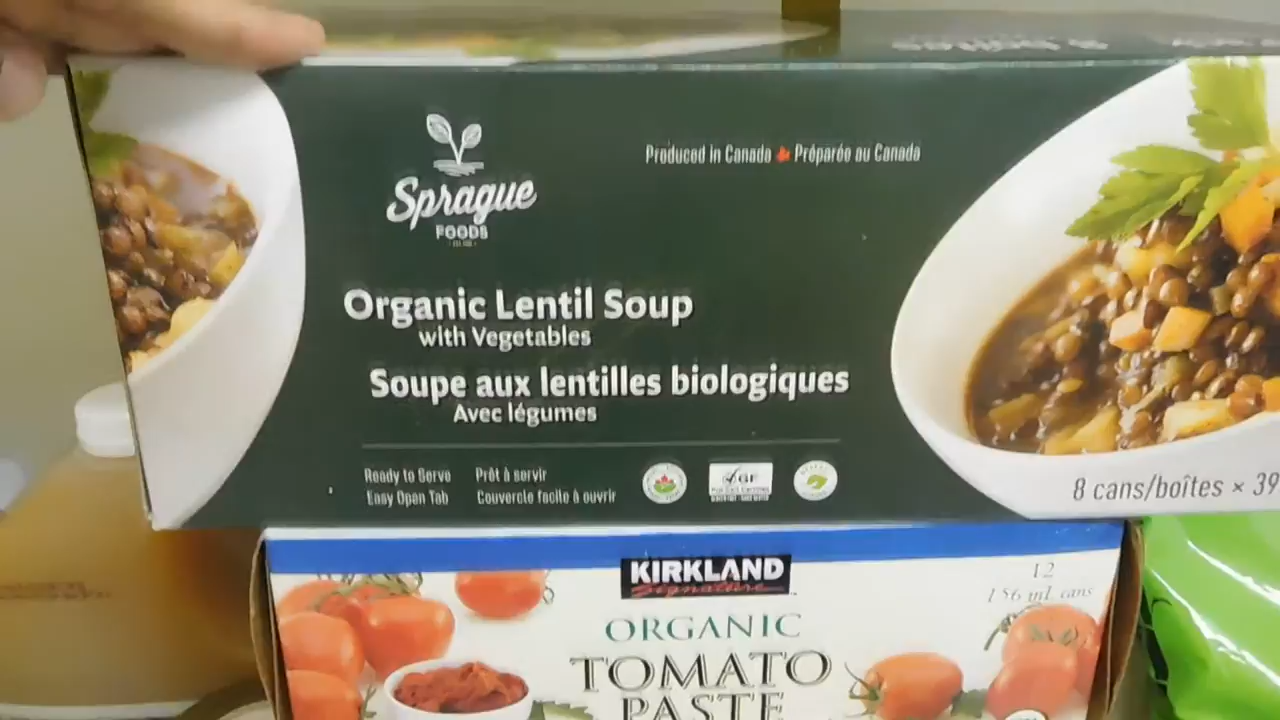 Sprague
FOODS
Produced in Canada Préparée au Canada
Organic Lentil Soup
with Vegetables
Soupe aux lentilles biologiques
Avec légumes
Ready to Serve Prêt à servir
Easy Open Tab Couvercle facile à ouvrir
GF
8 cans/boîtes × 39
KIRKLAND
Signature
12
156 mL cans
ORGANIC
TOMATO
PASTE